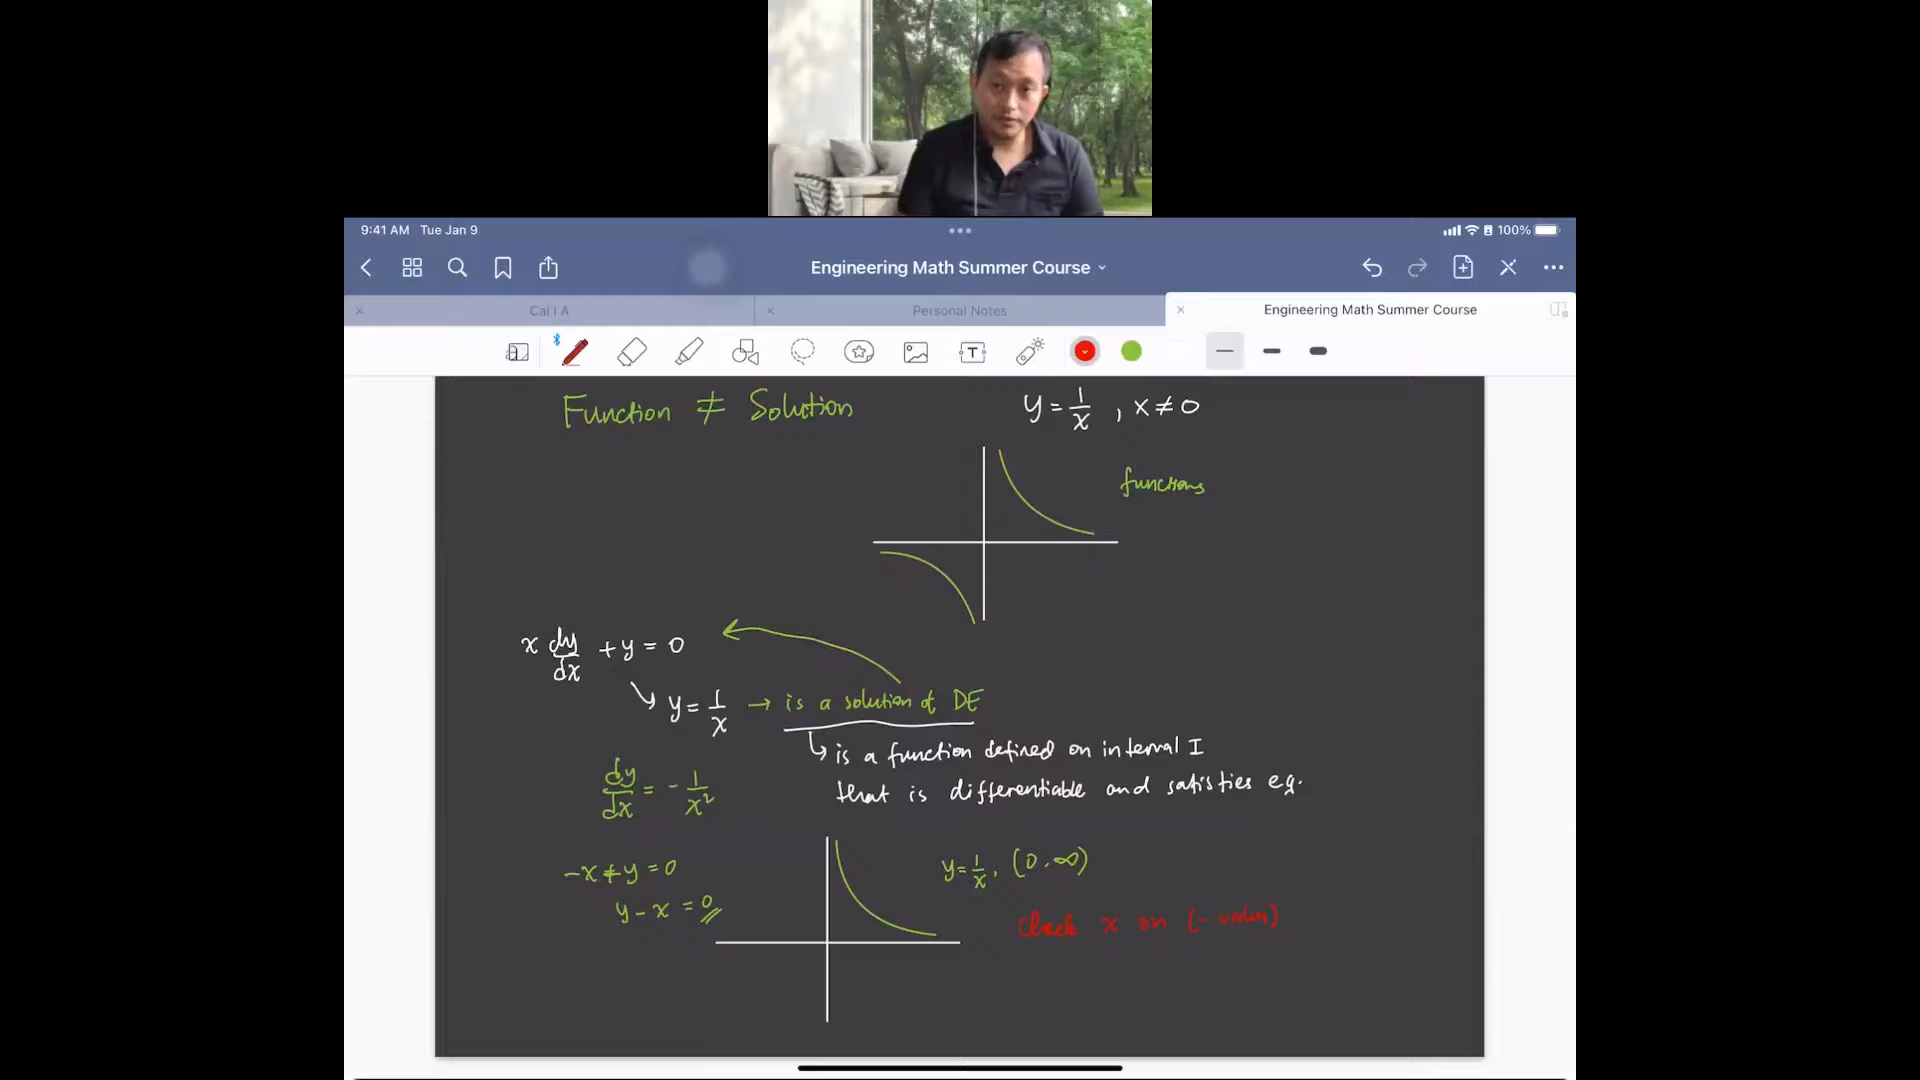 9:41 AM Tue Jan 9
100%
Engineering Math Summer Course
Cal I A
Personal Notes
Engineering Math Summer Course
T
Function ≠ Solution
y = 1/x , x ≠ 0
functions
x dy/dx + y = 0
y = 1/x → is a solution of DE
is a function defined on interval I
that is differentiable and satisfies eq.
dy/dx = - 1/x²
-x + y = 0
y - x = 0
y = 1/x, (0, ∞)
check x on (- value)